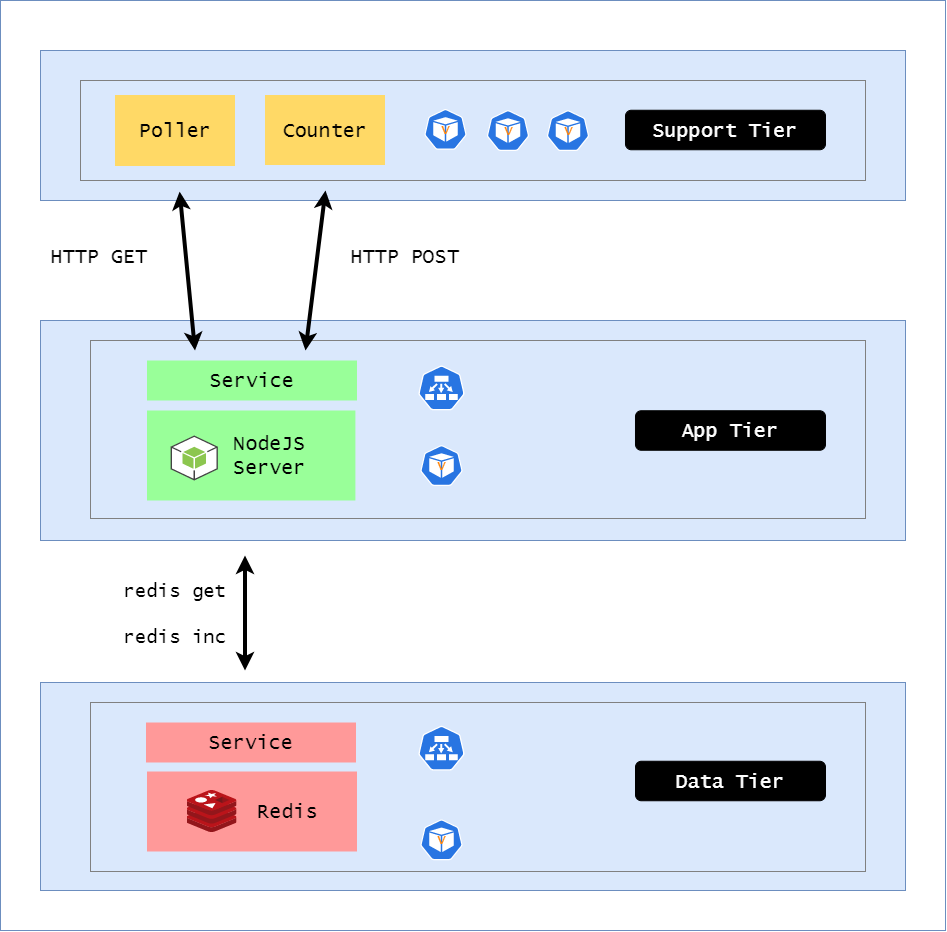 Poller
Counter
Support Tier
HTTP GET
HTTP POST
Service
NodeJS
Server
App Tier
redis get
redis inc
Service
Redis
Data Tier